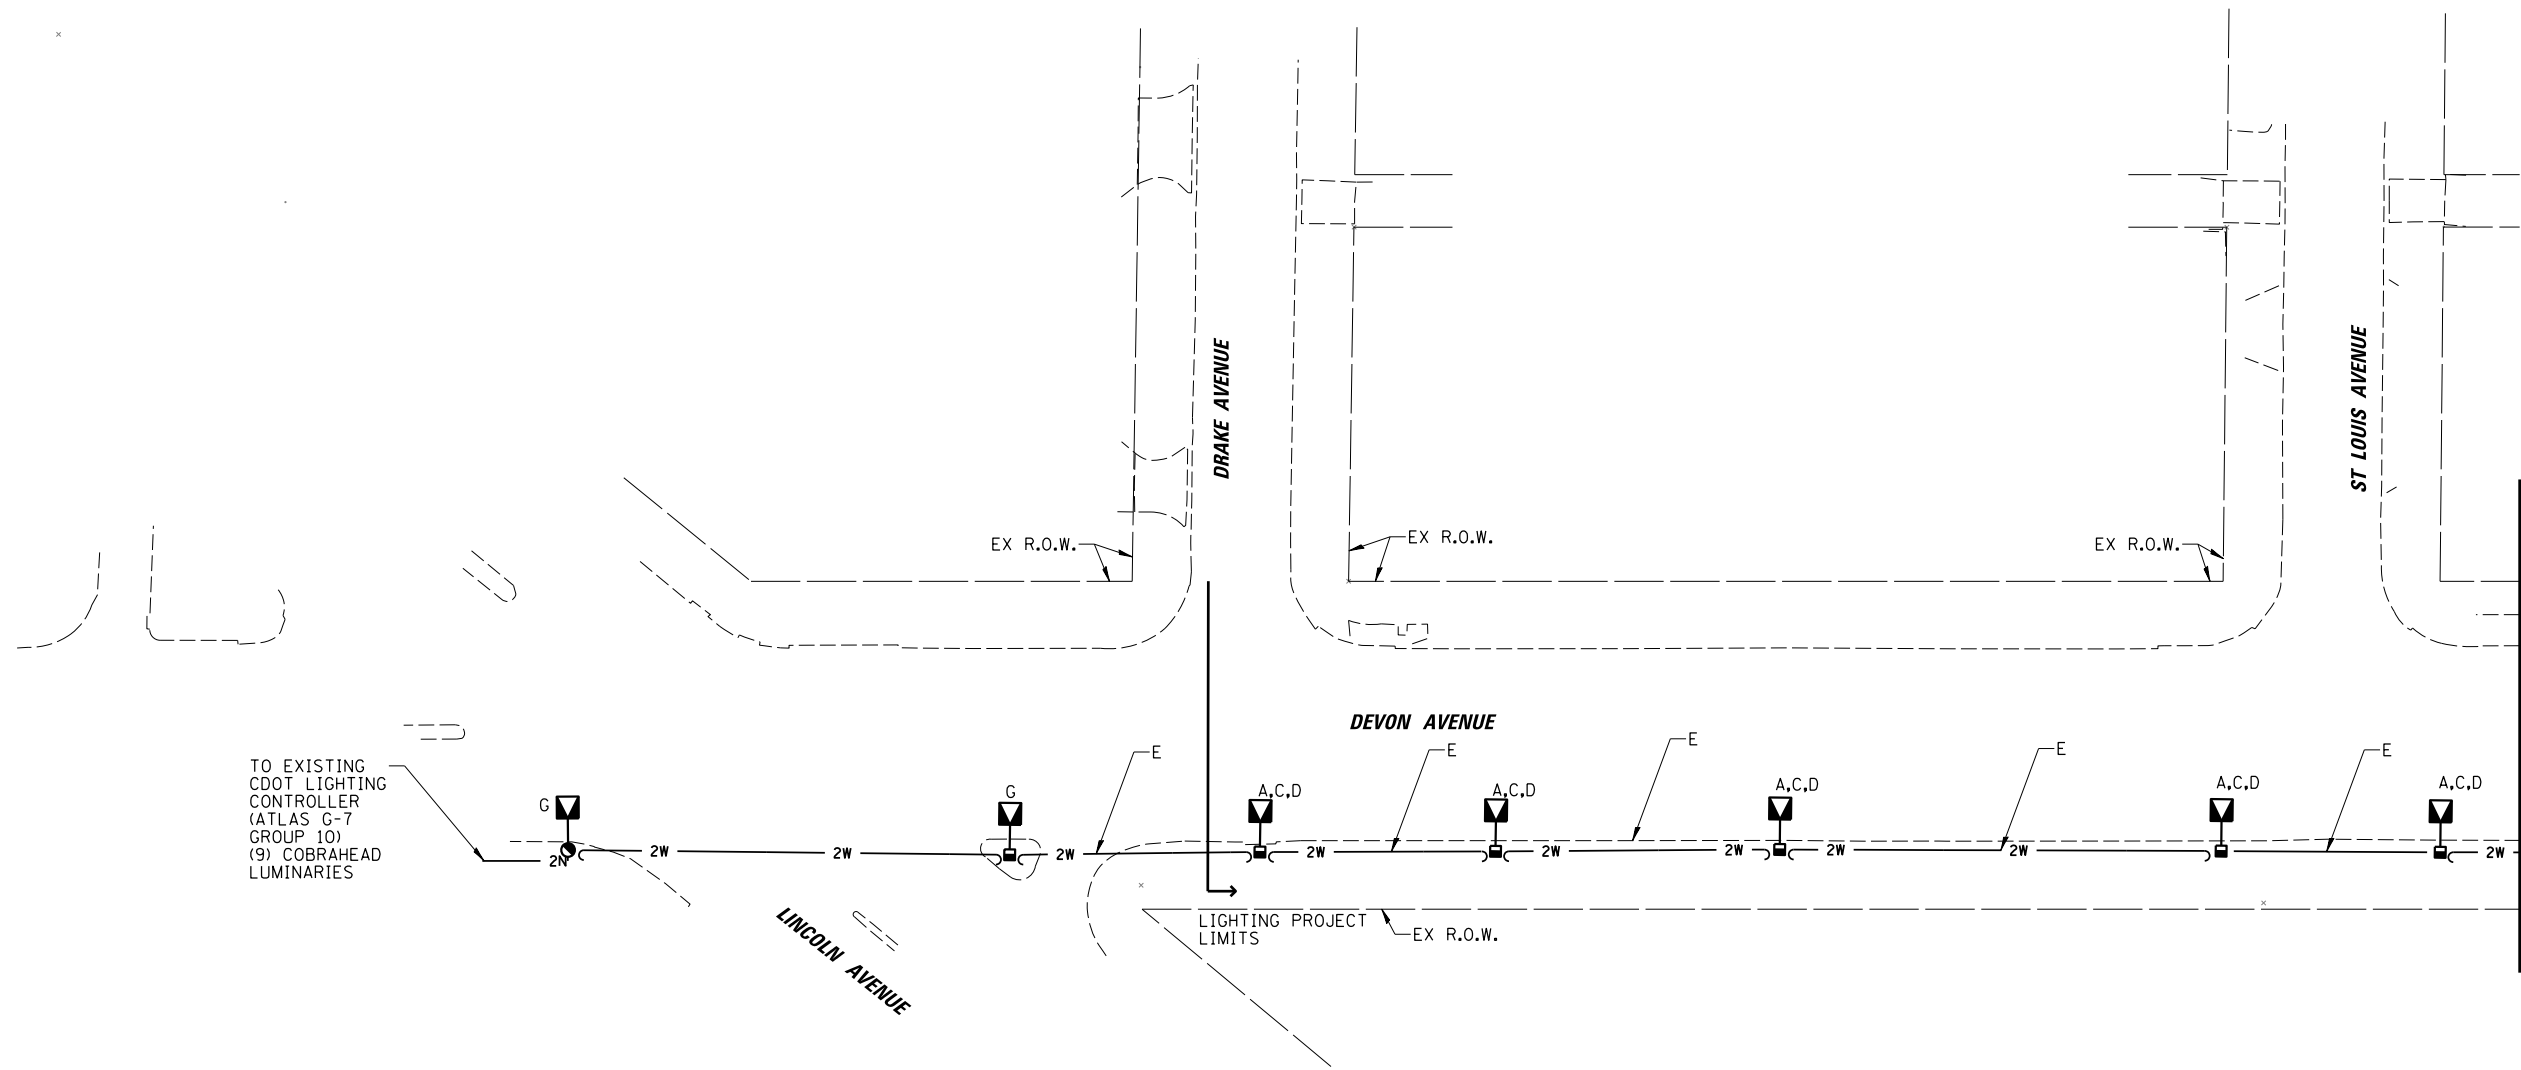 DRAKE AVENUE
ST LOUIS AVENUE
EX R.O.W.
EX R.O.W.
EX R.O.W.
DEVON AVENUE
E
E
E
E
E
TO EXISTING
CDOT LIGHTING
CONTROLLER
(ATLAS G-7
GROUP 10)
(9) COBRAHEAD
LUMINARIES
G
G
A,C,D
A,C,D
A,C,D
A,C,D
A,C,D
2N
2W
2W
2W
2W
2W
2W
2W
2W
2W
LINCOLN AVENUE
LIGHTING PROJECT
LIMITS
EX R.O.W.